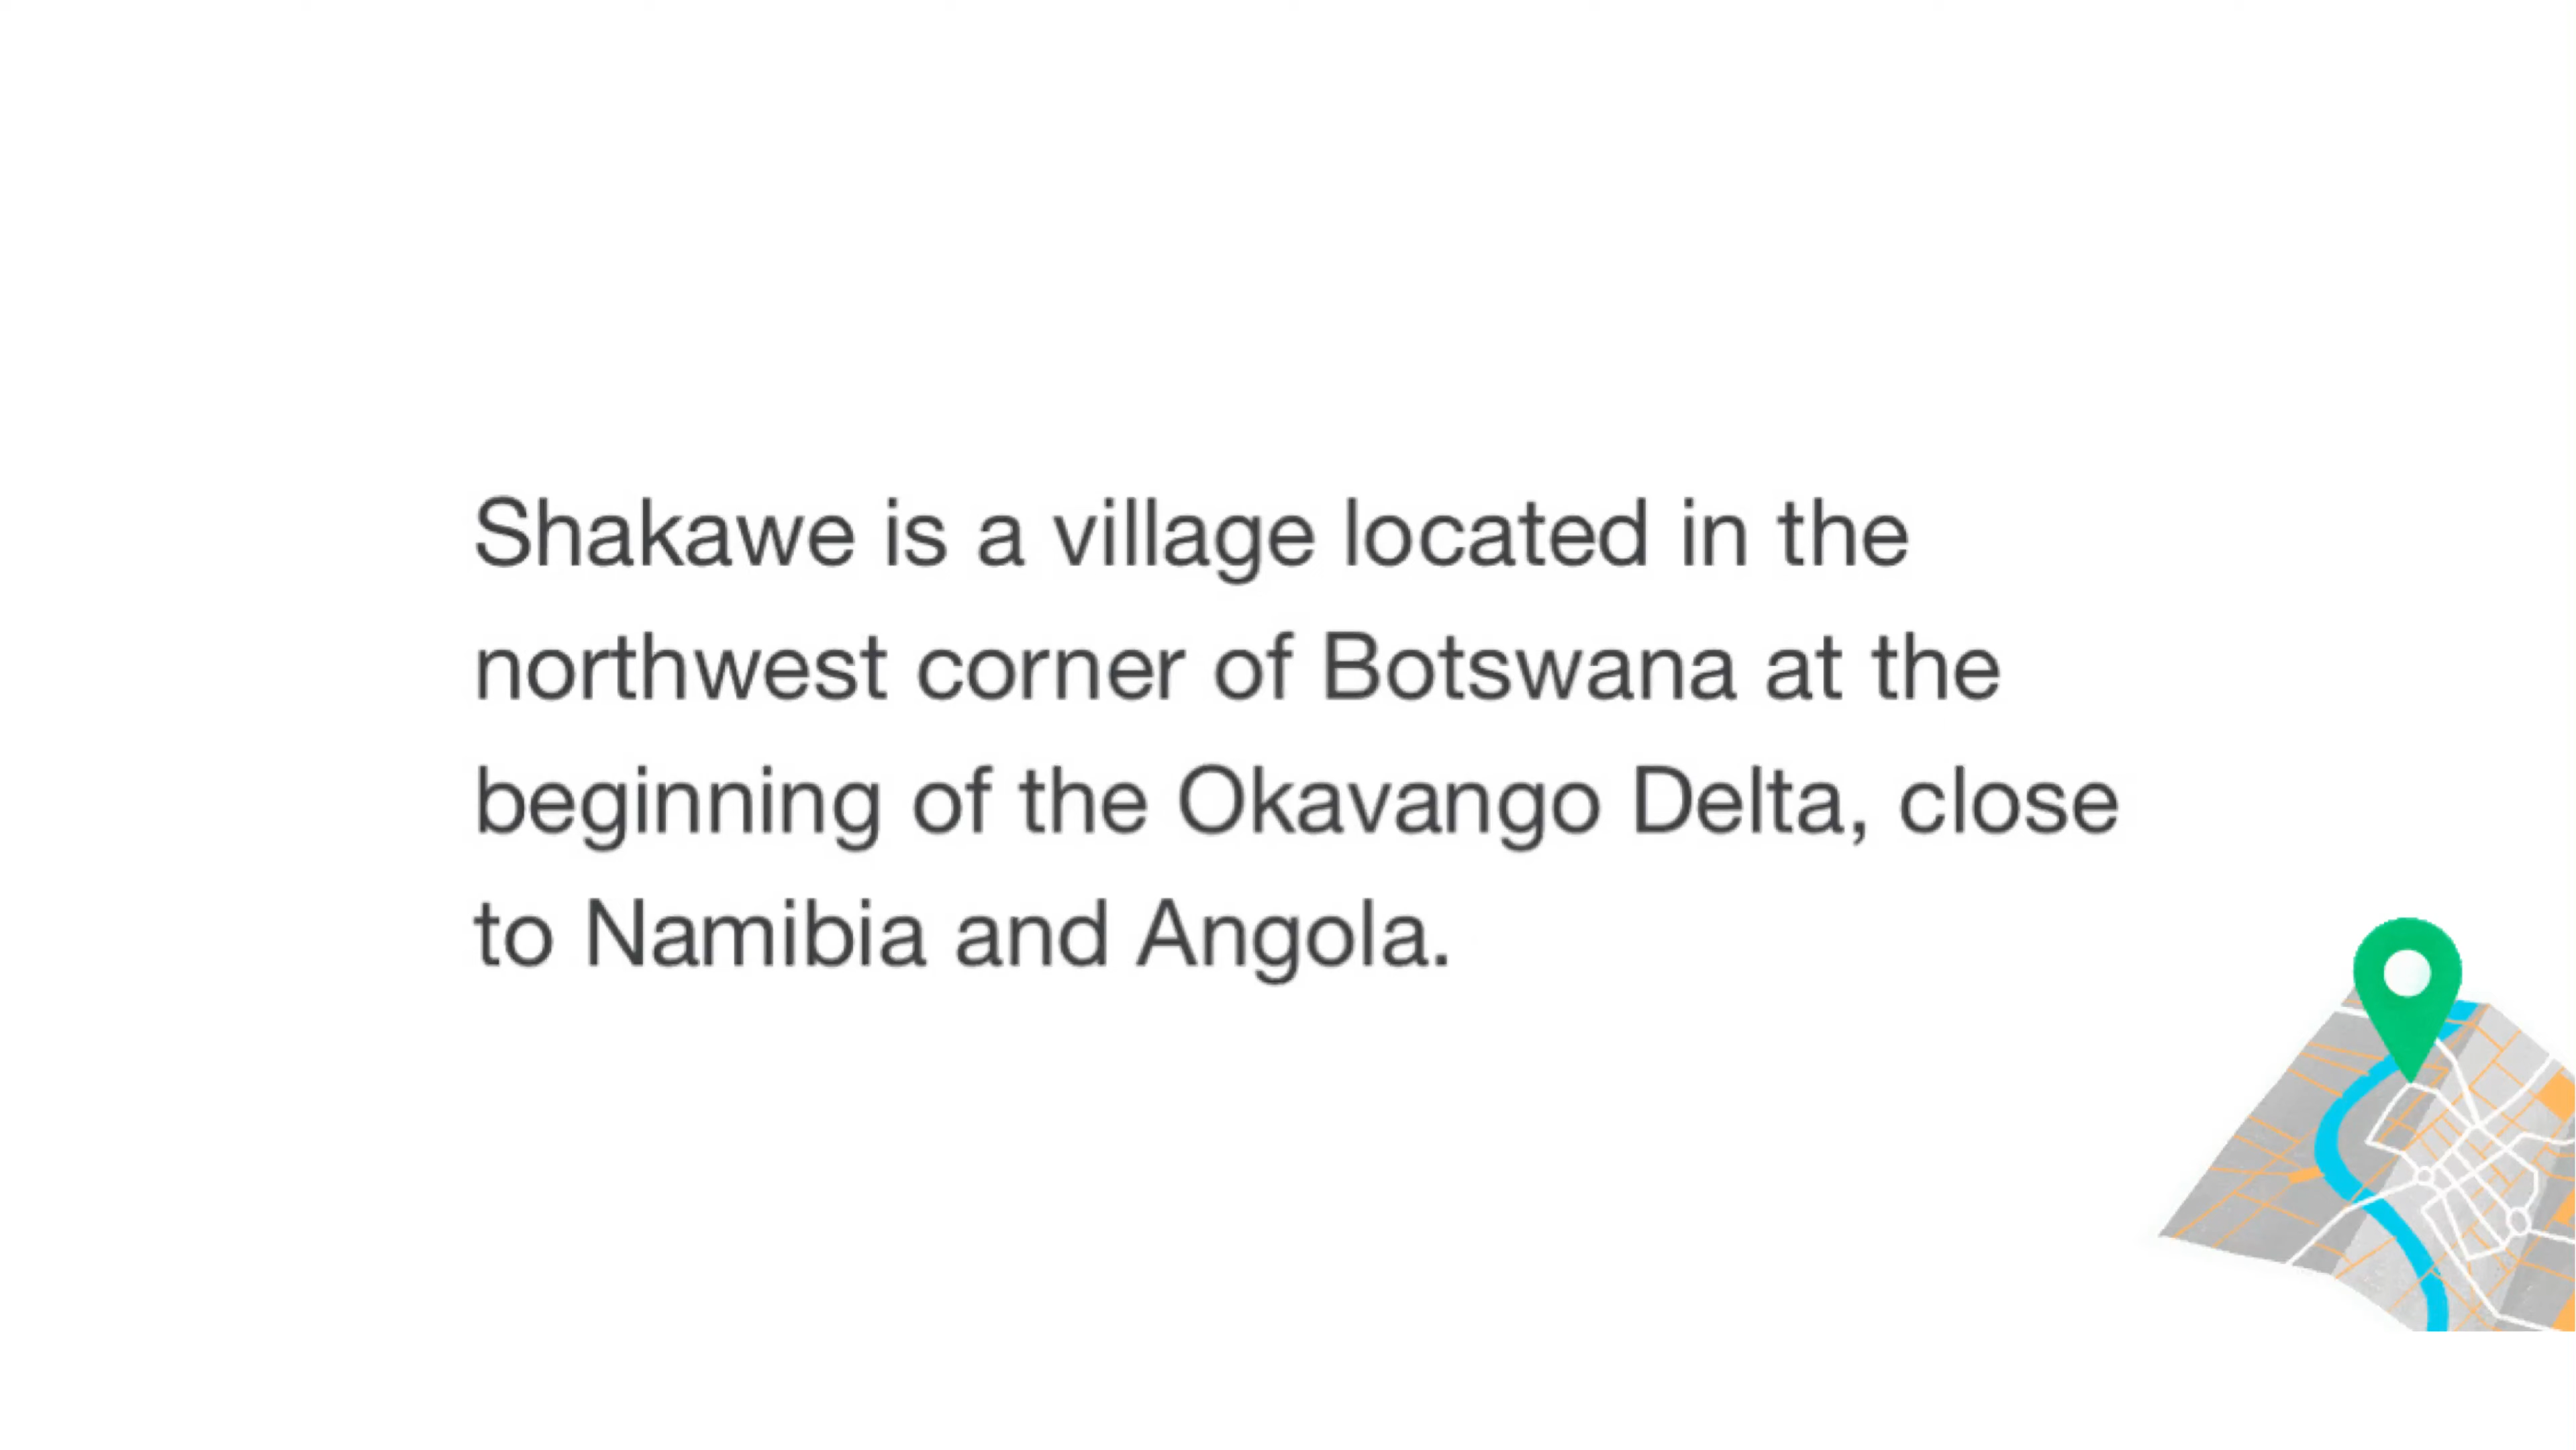 Shakawe is a village located in the
northwest corner of Botswana at the
beginning of the Okavango Delta, close
to Namibia and Angola.